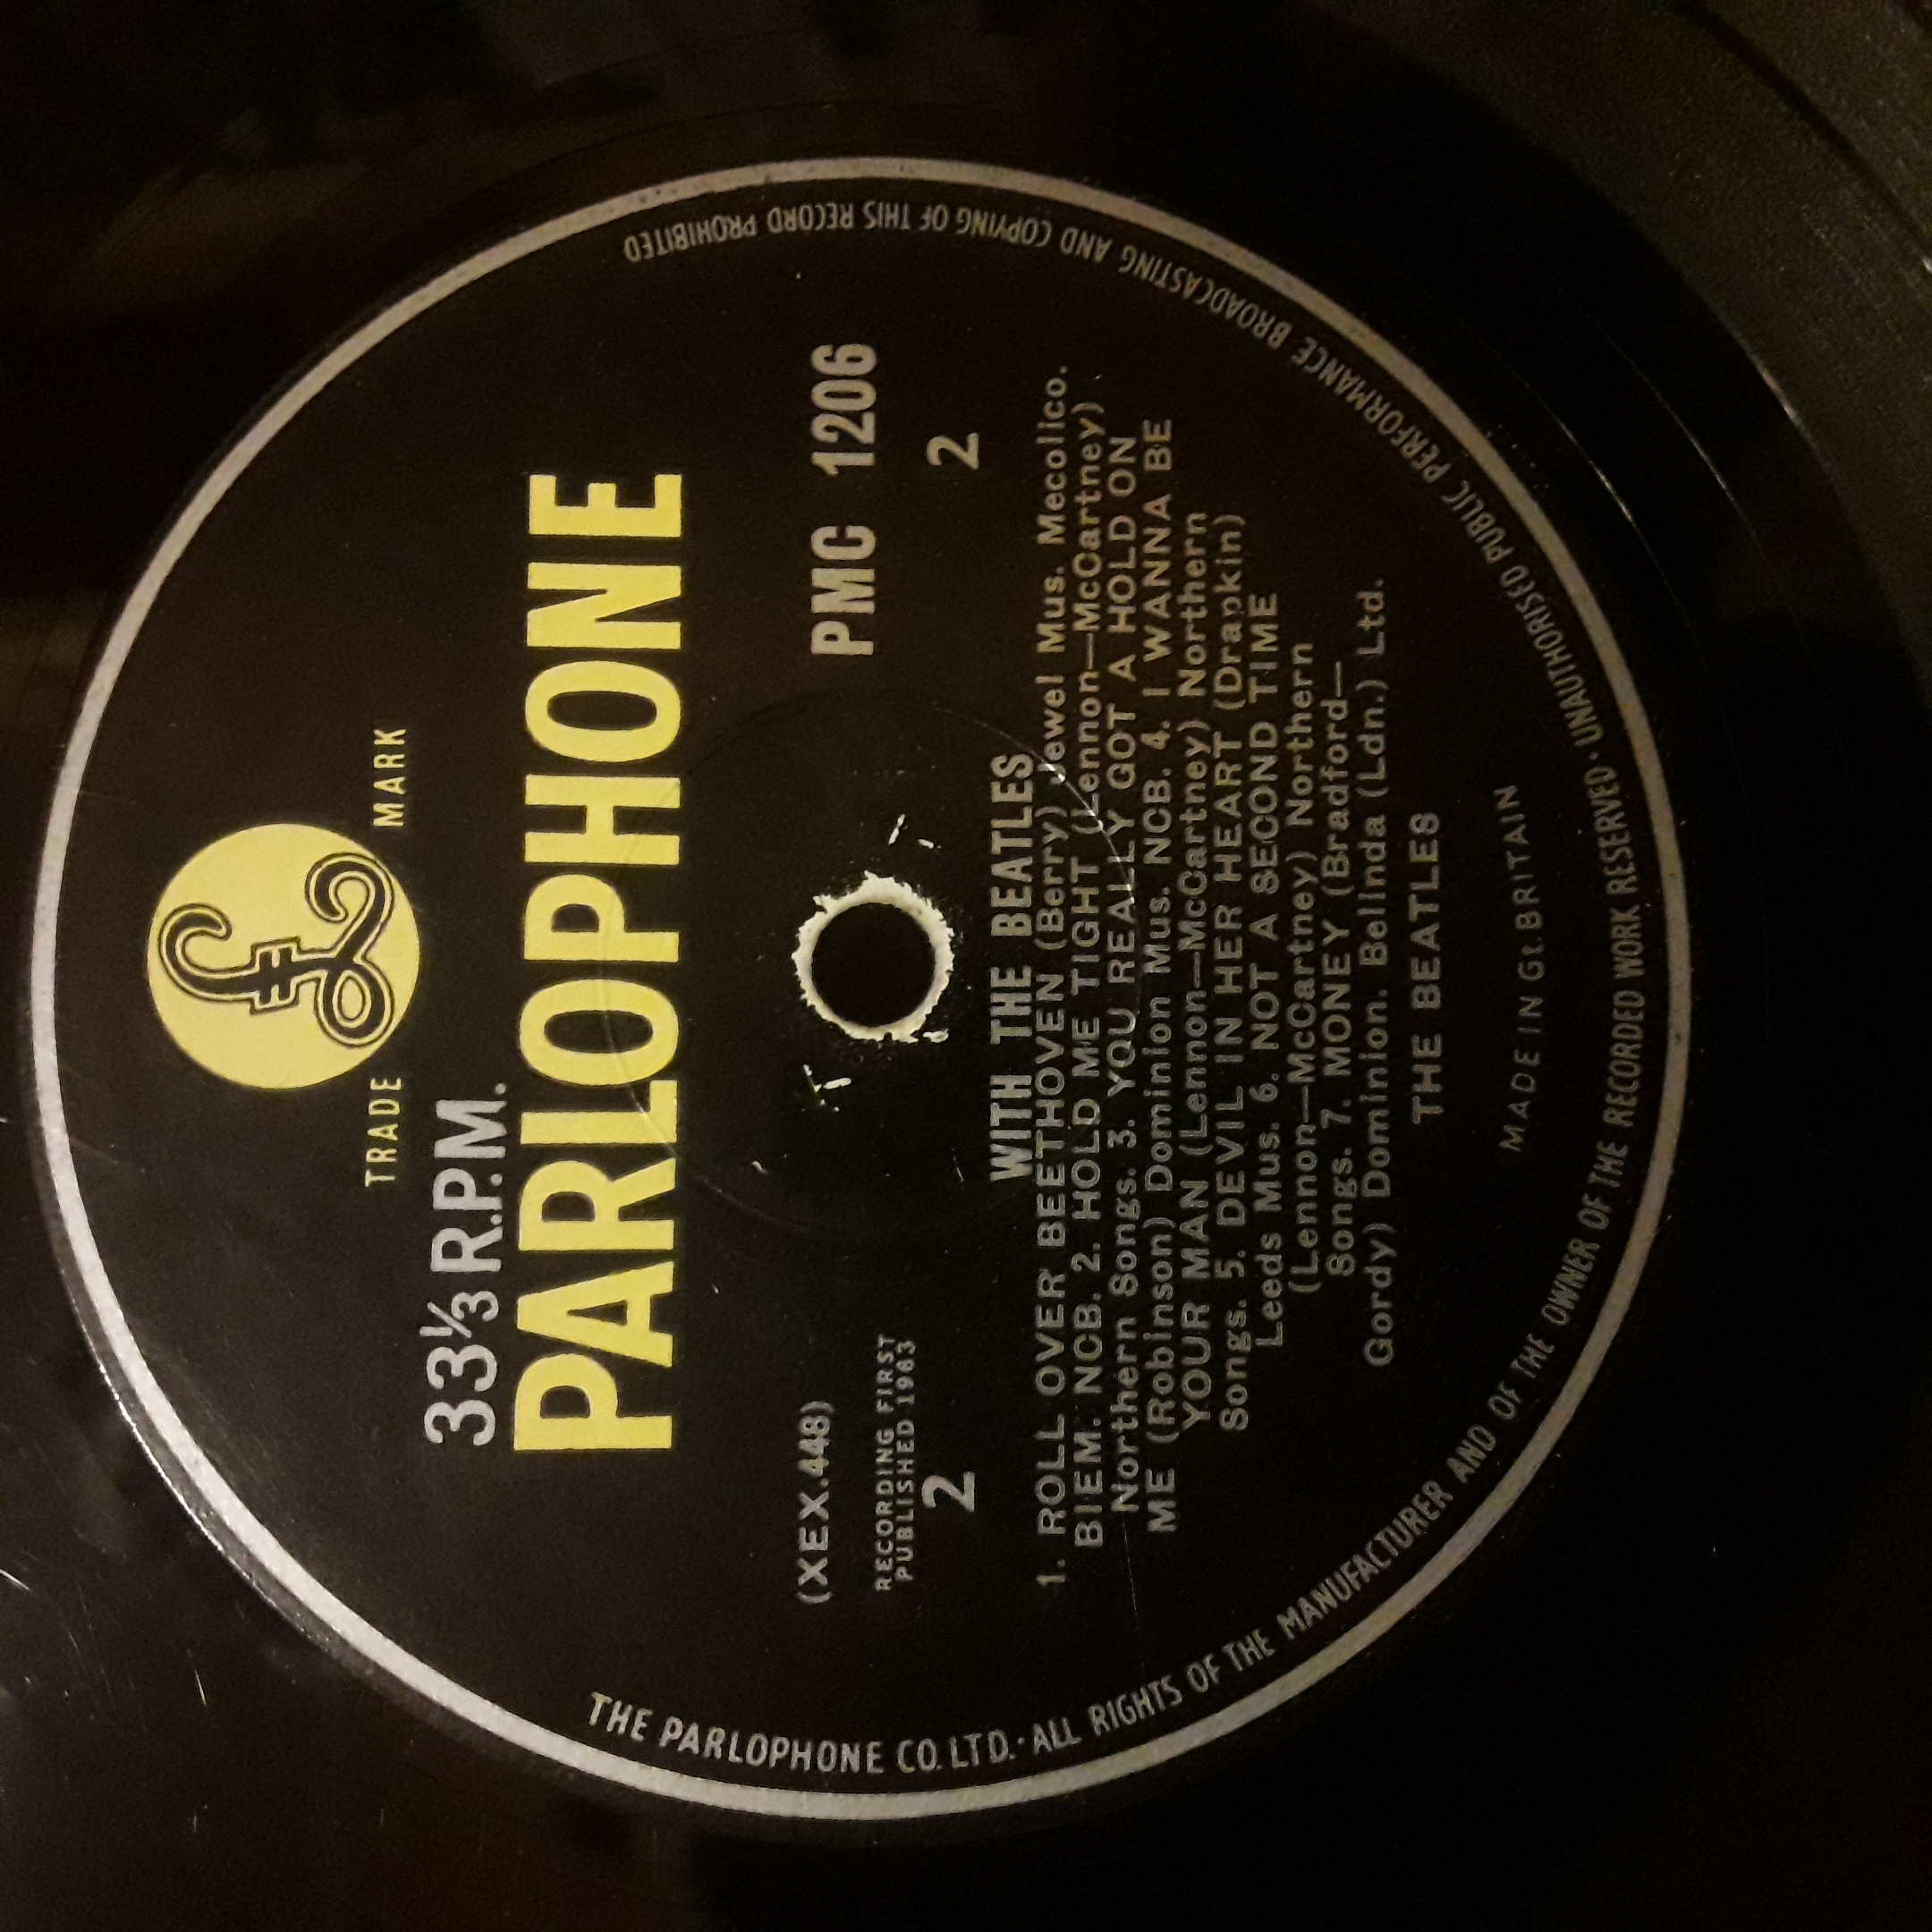 £
TRADE MARK
33⅓ R.P.M.
PARLOPHONE
(XEX.448)
PMC 1206
RECORDING FIRST
PUBLISHED 1963
2
2
WITH THE BEATLES
1. ROLL OVER BEETHOVEN (Berry) Jewel Mus. Mecolico.
BIEM. NCB. 2. HOLD ME TIGHT (Lennon—McCartney)
Northern Songs. 3. YOU REALLY GOT A HOLD ON
ME (Robinson) Dominion Mus. NCB. 4. I WANNA BE
YOUR MAN (Lennon—McCartney) Northern
Songs. 5. DEVIL IN HER HEART (Drapkin)
Leeds Mus. 6. NOT A SECOND TIME
(Lennon—McCartney) Northern
Songs. 7. MONEY (Bradford—
Gordy) Dominion. Belinda (Ldn.) Ltd.
THE BEATLES
MADE IN Gt. BRITAIN
THE PARLOPHONE CO. LTD. · ALL RIGHTS OF THE MANUFACTURER AND OF THE OWNER OF THE RECORDED WORK RESERVED · UNAUTHORISED PUBLIC PERFORMANCE BROADCASTING AND COPYING OF THIS RECORD PROHIBITED